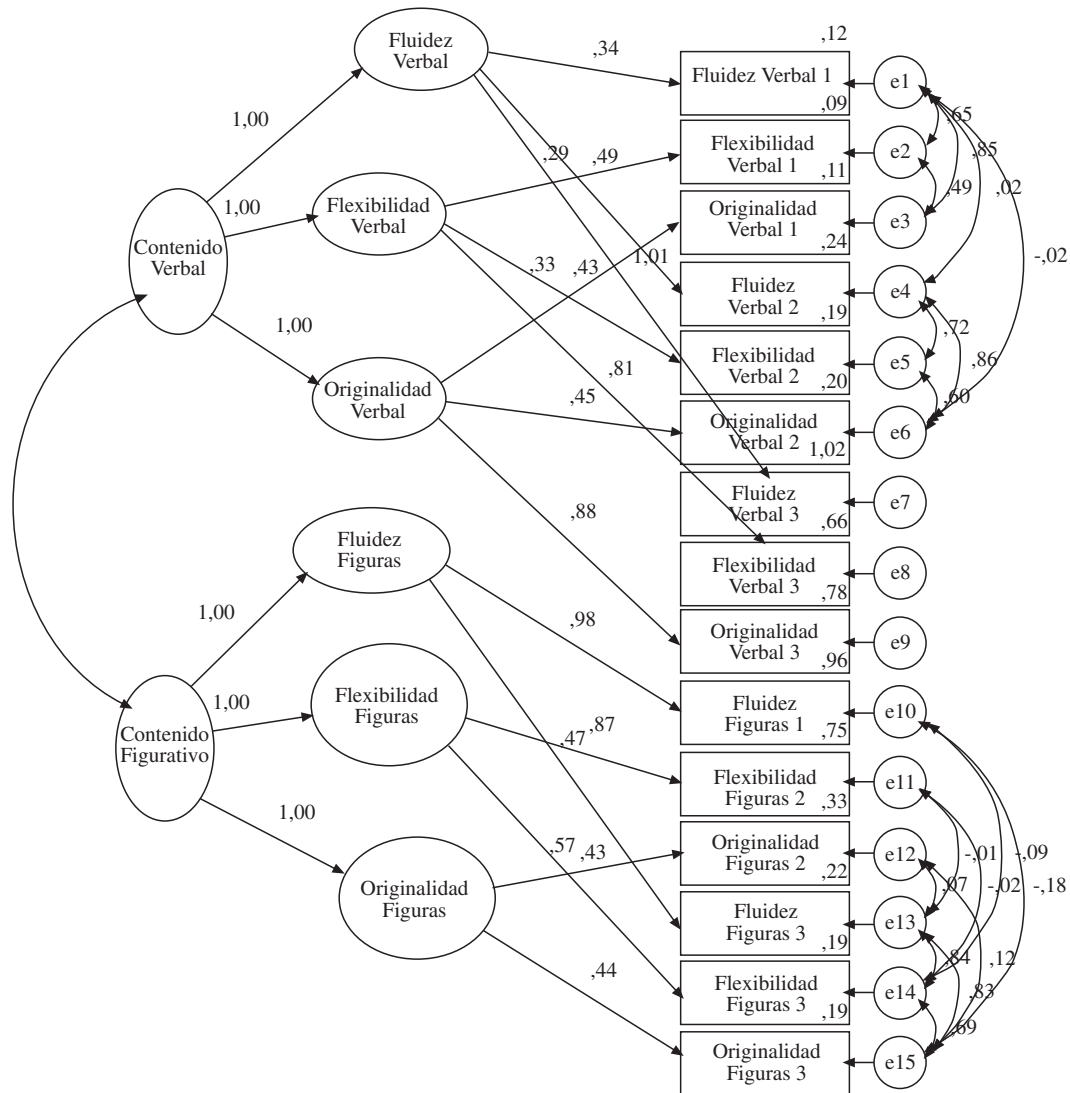 Fluidez
Verbal
Flexibilidad
Verbal
Originalidad
Verbal
Contenido
Verbal
Fluidez
Figuras
Flexibilidad
Figuras
Originalidad
Figuras
Contenido
Figurativo
1,00
1,00
1,00
1,00
1,00
1,00
,34
,29
,49
,33
,43
1,01
,81
,45
,88
,98
,47
,87
,57
,43
,44
,12
Fluidez Verbal 1
,09
Flexibilidad
Verbal 1
,11
Originalidad
Verbal 1
,24
Fluidez
Verbal 2
,19
Flexibilidad
Verbal 2
,20
Originalidad
Verbal 2
1,02
Fluidez
Verbal 3
,66
Flexibilidad
Verbal 3
,78
Originalidad
Verbal 3
,96
Fluidez
Figuras 1
,75
Flexibilidad
Figuras 2
,33
Originalidad
Figuras 2
,22
Fluidez
Figuras 3
,19
Flexibilidad
Figuras 3
,19
Originalidad
Figuras 3
e1
e2
e3
e4
e5
e6
e7
e8
e9
e10
e11
e12
e13
e14
e15
,65
,85
,49
,02
-,02
,72
,86
,60
-,01
-,09
,07
-,02
-,18
,84
,12
,83
,69